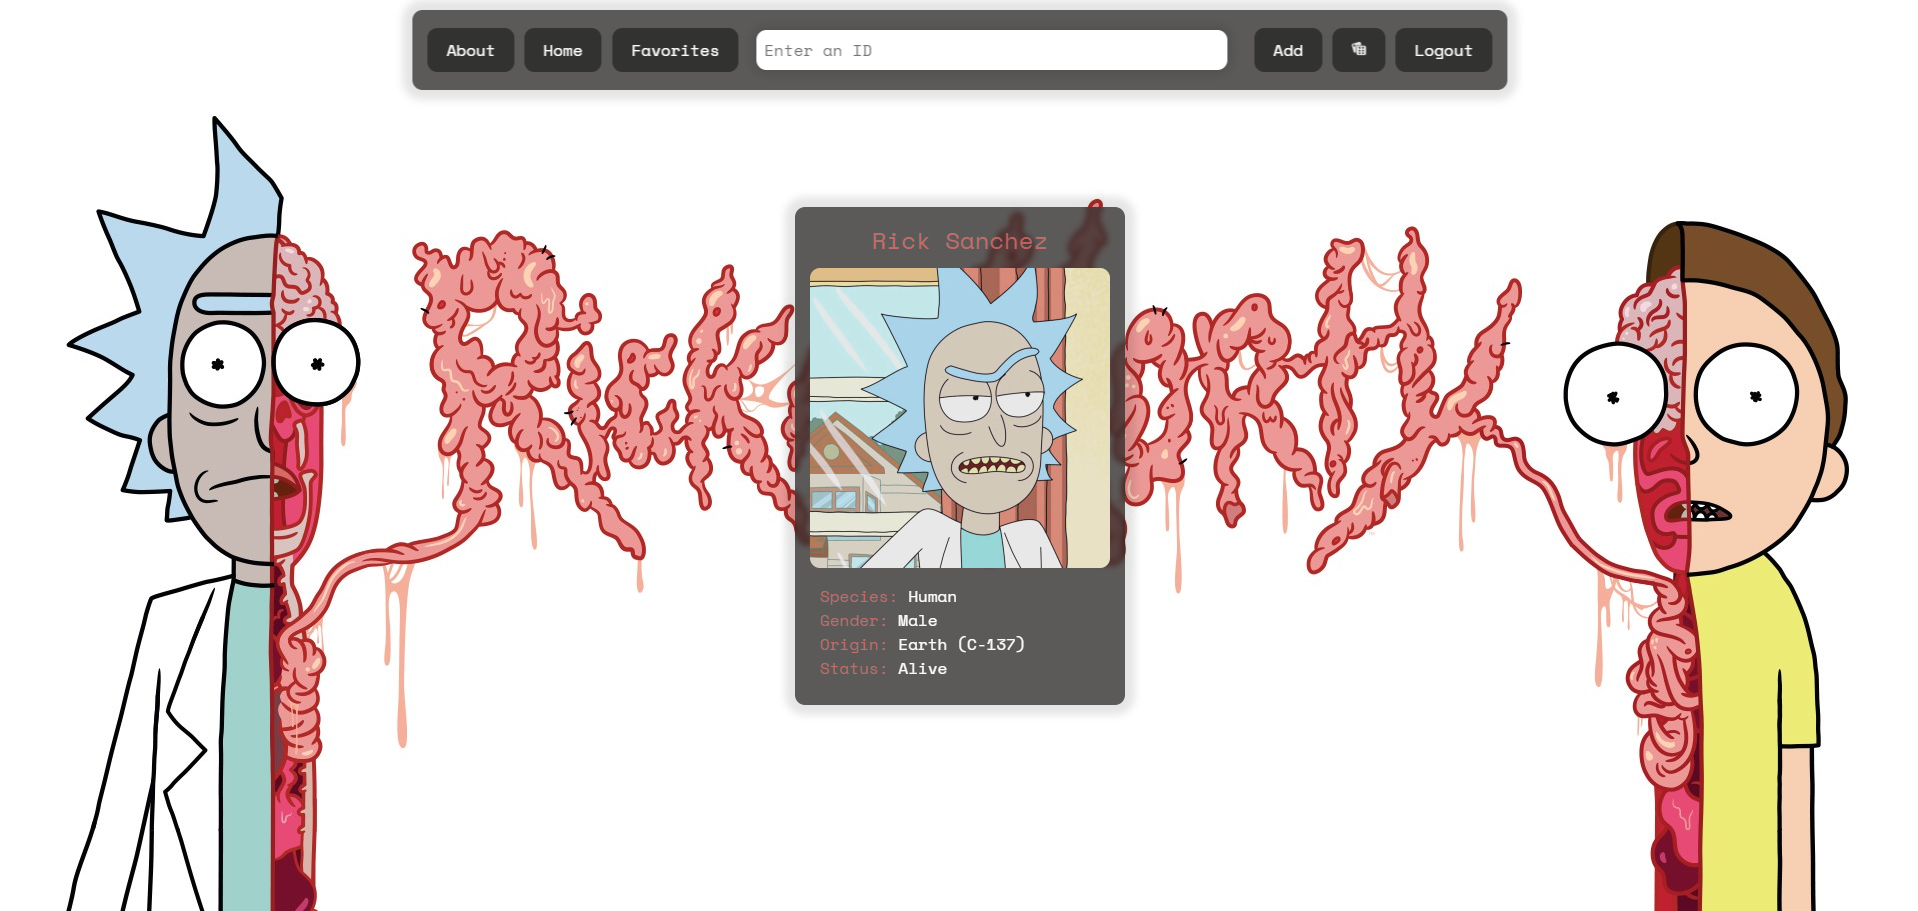 About Home Favorites Enter an ID Add Logout
RicK
Rick Sanchez
Species: Human
Gender: Male
Origin: Earth (C-137)
Status: Alive